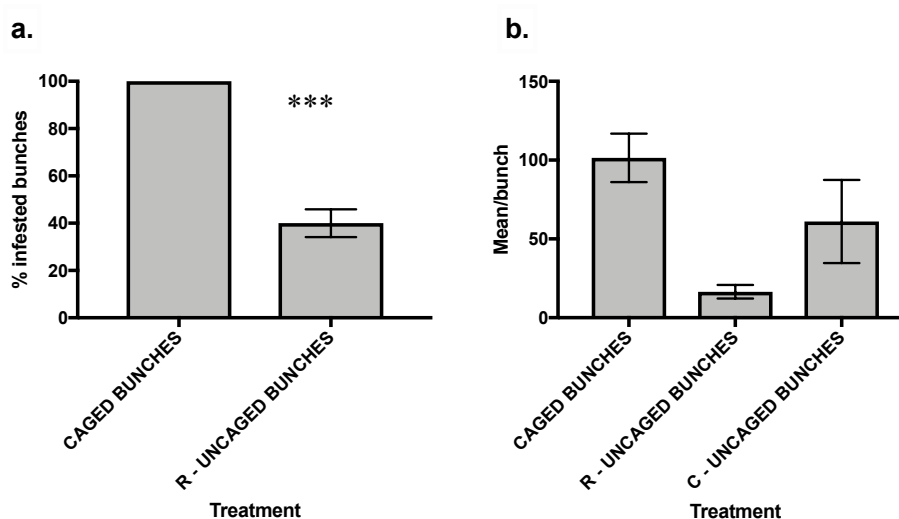 a.
% infested bunches
100
80
60
40
20
0
***
CAGED BUNCHES
R - UNCAGED BUNCHES
Treatment
b.
Mean/bunch
150
100
50
0
CAGED BUNCHES
R - UNCAGED BUNCHES
C - UNCAGED BUNCHES
Treatment